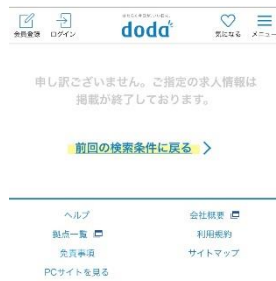 会員登録 ログイン doda 気になる メニュー
申し訳ございません。ご指定の求人情報は
掲載が終了しております。
前回の検索条件に戻る
ヘルプ 会社概要
拠点一覧 利用規約
免責事項 サイトマップ
PCサイトを見る